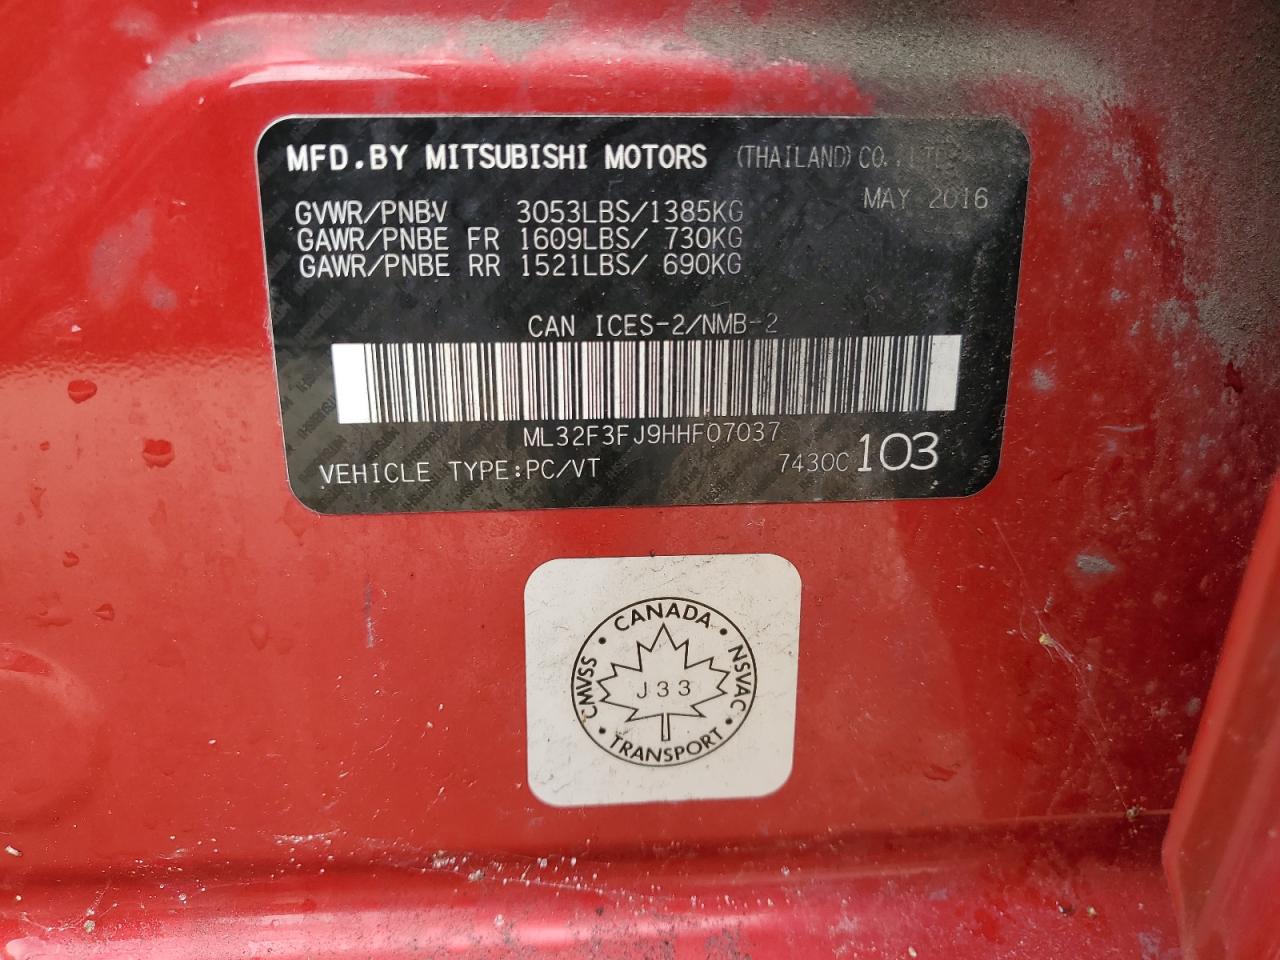 MFD.BY MITSUBISHI MOTORS (THAILAND) CO.,LTD
MAY 2016
GVWR/PNBV 3053LBS/1385KG
GAWR/PNBE FR 1609LBS/ 730KG
GAWR/PNBE RR 1521LBS/ 690KG
CAN ICES-2/NMB-2
ML32F3FJ9HHF07037
VEHICLE TYPE:PC/VT 7430C 103
CANADA
CMVSS
NSVAC
J33
TRANSPORT